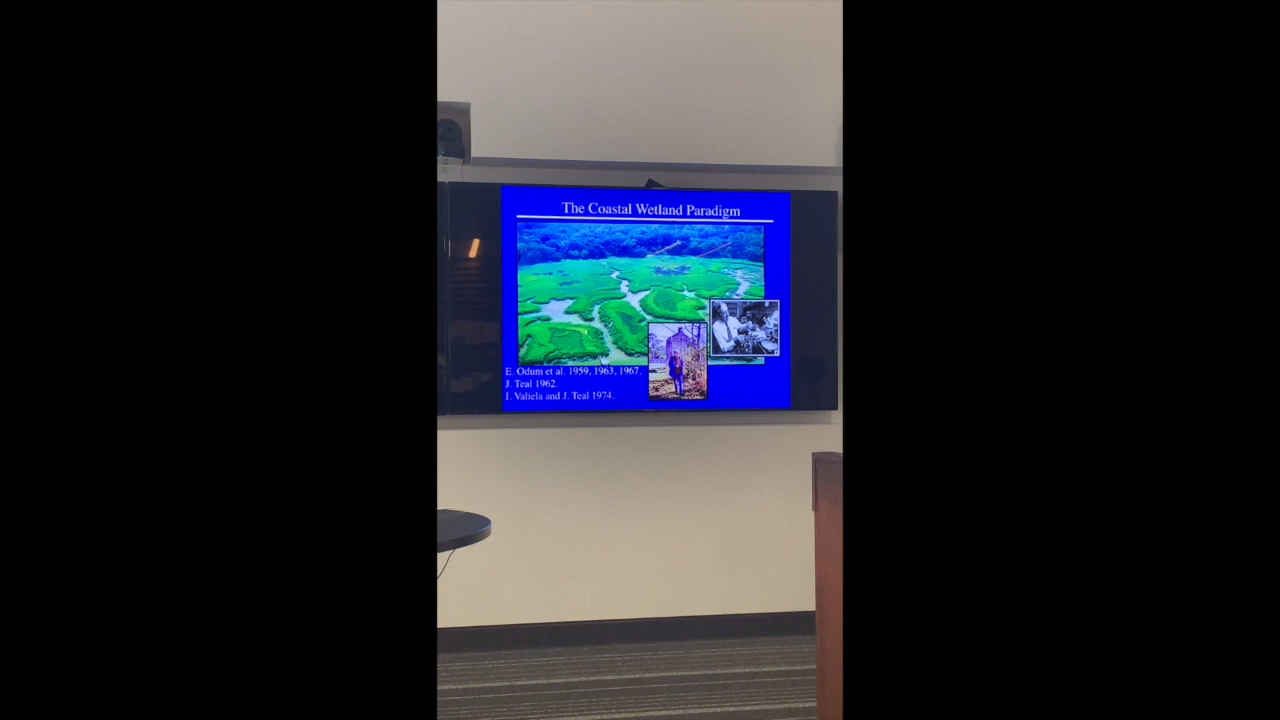 The Coastal Wetland Paradigm
E. Odum et al. 1959, 1963, 1967.
J. Teal 1962.
I. Valiela and J. Teal 1974.